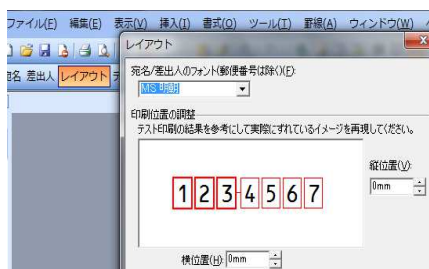 ファイル(F) 編集(E) 表示(V) 挿入(I) 書式(O) ツール(T) 罫線(A) ウィンドウ(W)
レイアウト
宛名 差出人 レイアウト
宛名/差出人のフォント(郵便番号は除く)(F):
MS 明朝
印刷位置の調整
テスト印刷の結果を参考にして実際にずれているイメージを再現してください。
123-4567
縦位置(V):
0mm
横位置(H): 0mm